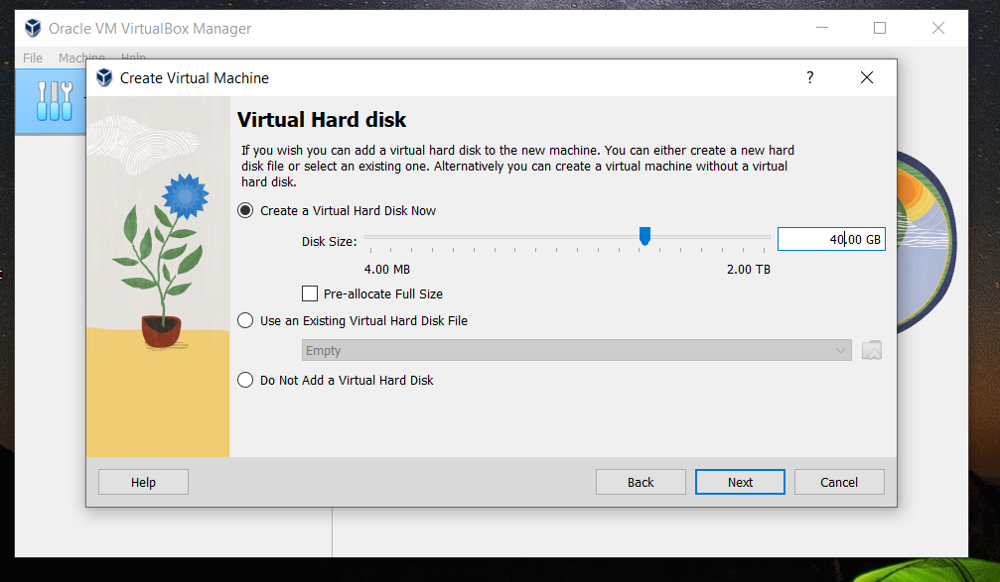 Oracle VM VirtualBox Manager
File Machine Help
Create Virtual Machine
?
Virtual Hard disk
If you wish you can add a virtual hard disk to the new machine. You can either create a new hard
disk file or select an existing one. Alternatively you can create a virtual machine without a virtual
hard disk.
Create a Virtual Hard Disk Now
Disk Size:
40.00 GB
4.00 MB
2.00 TB
Pre-allocate Full Size
Use an Existing Virtual Hard Disk File
Empty
Do Not Add a Virtual Hard Disk
Help
Back
Next
Cancel